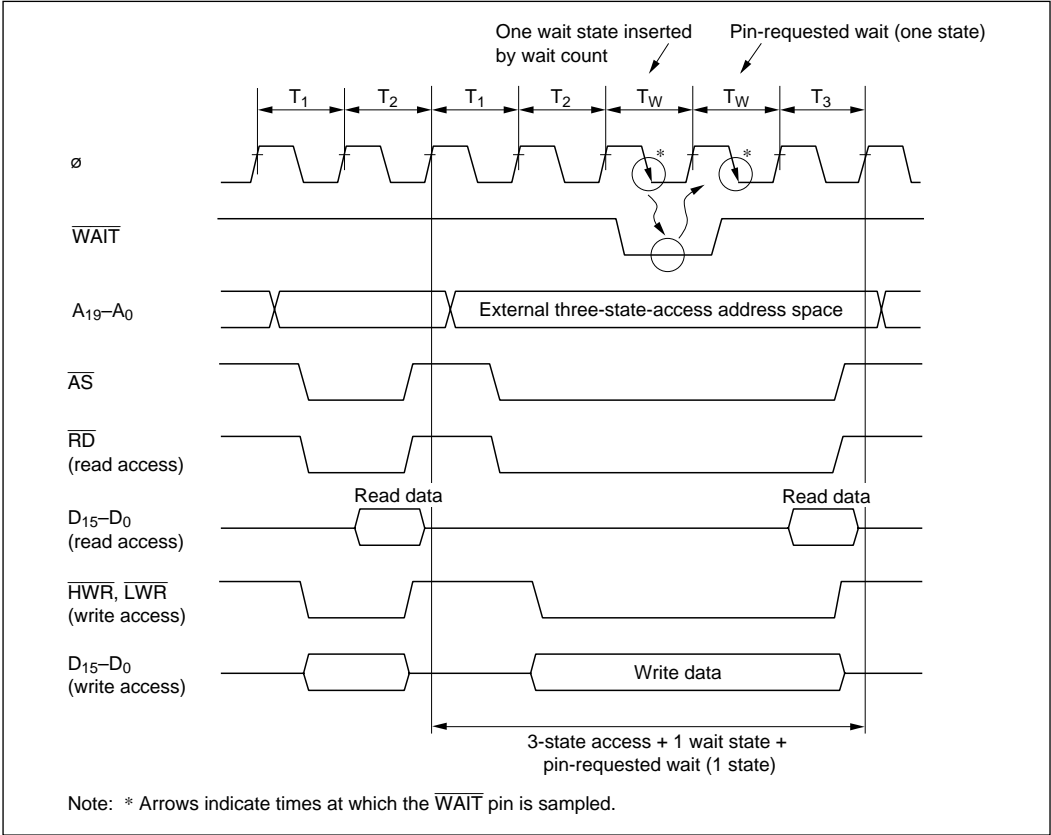 One wait state inserted
by wait count
Pin-requested wait (one state)
T1 T2 T1 T2 TW TW T3
ø
* *
WAIT
A19–A0
External three-state-access address space
AS
RD
(read access)
Read data Read data
D15–D0
(read access)
HWR, LWR
(write access)
D15–D0
(write access)
Write data
3-state access + 1 wait state +
pin-requested wait (1 state)
Note: * Arrows indicate times at which the WAIT pin is sampled.